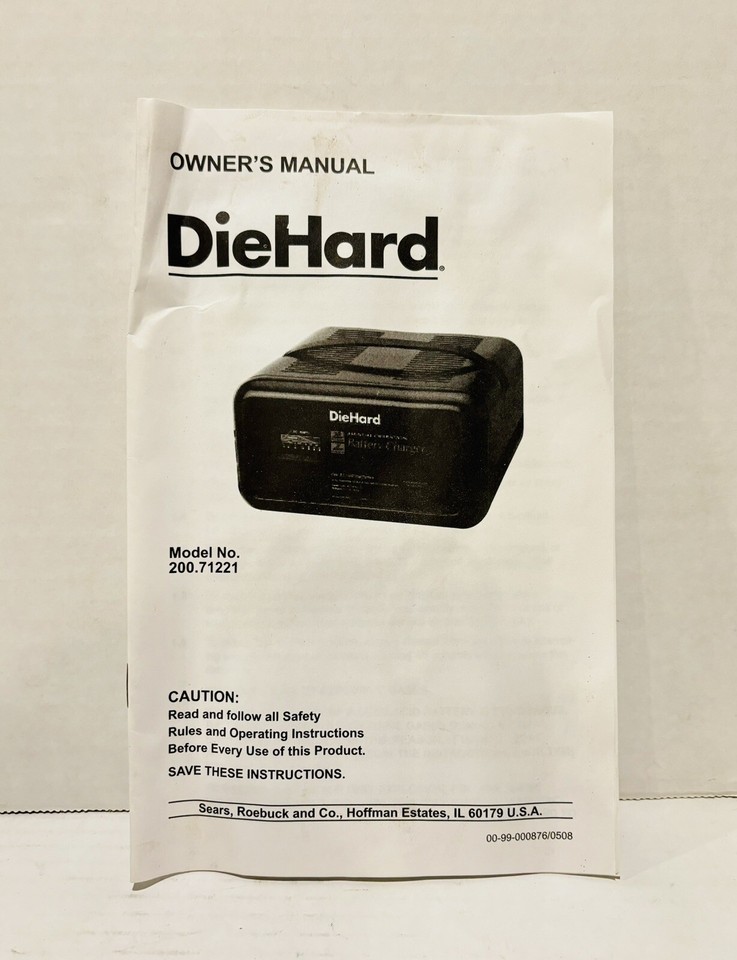 OWNER'S MANUAL
DieHard®
DieHard
Battery Charger
Model No.
200.71221
CAUTION:
Read and follow all Safety
Rules and Operating Instructions
Before Every Use of this Product.
SAVE THESE INSTRUCTIONS.
Sears, Roebuck and Co., Hoffman Estates, IL 60179 U.S.A.
00-99-000876/0508